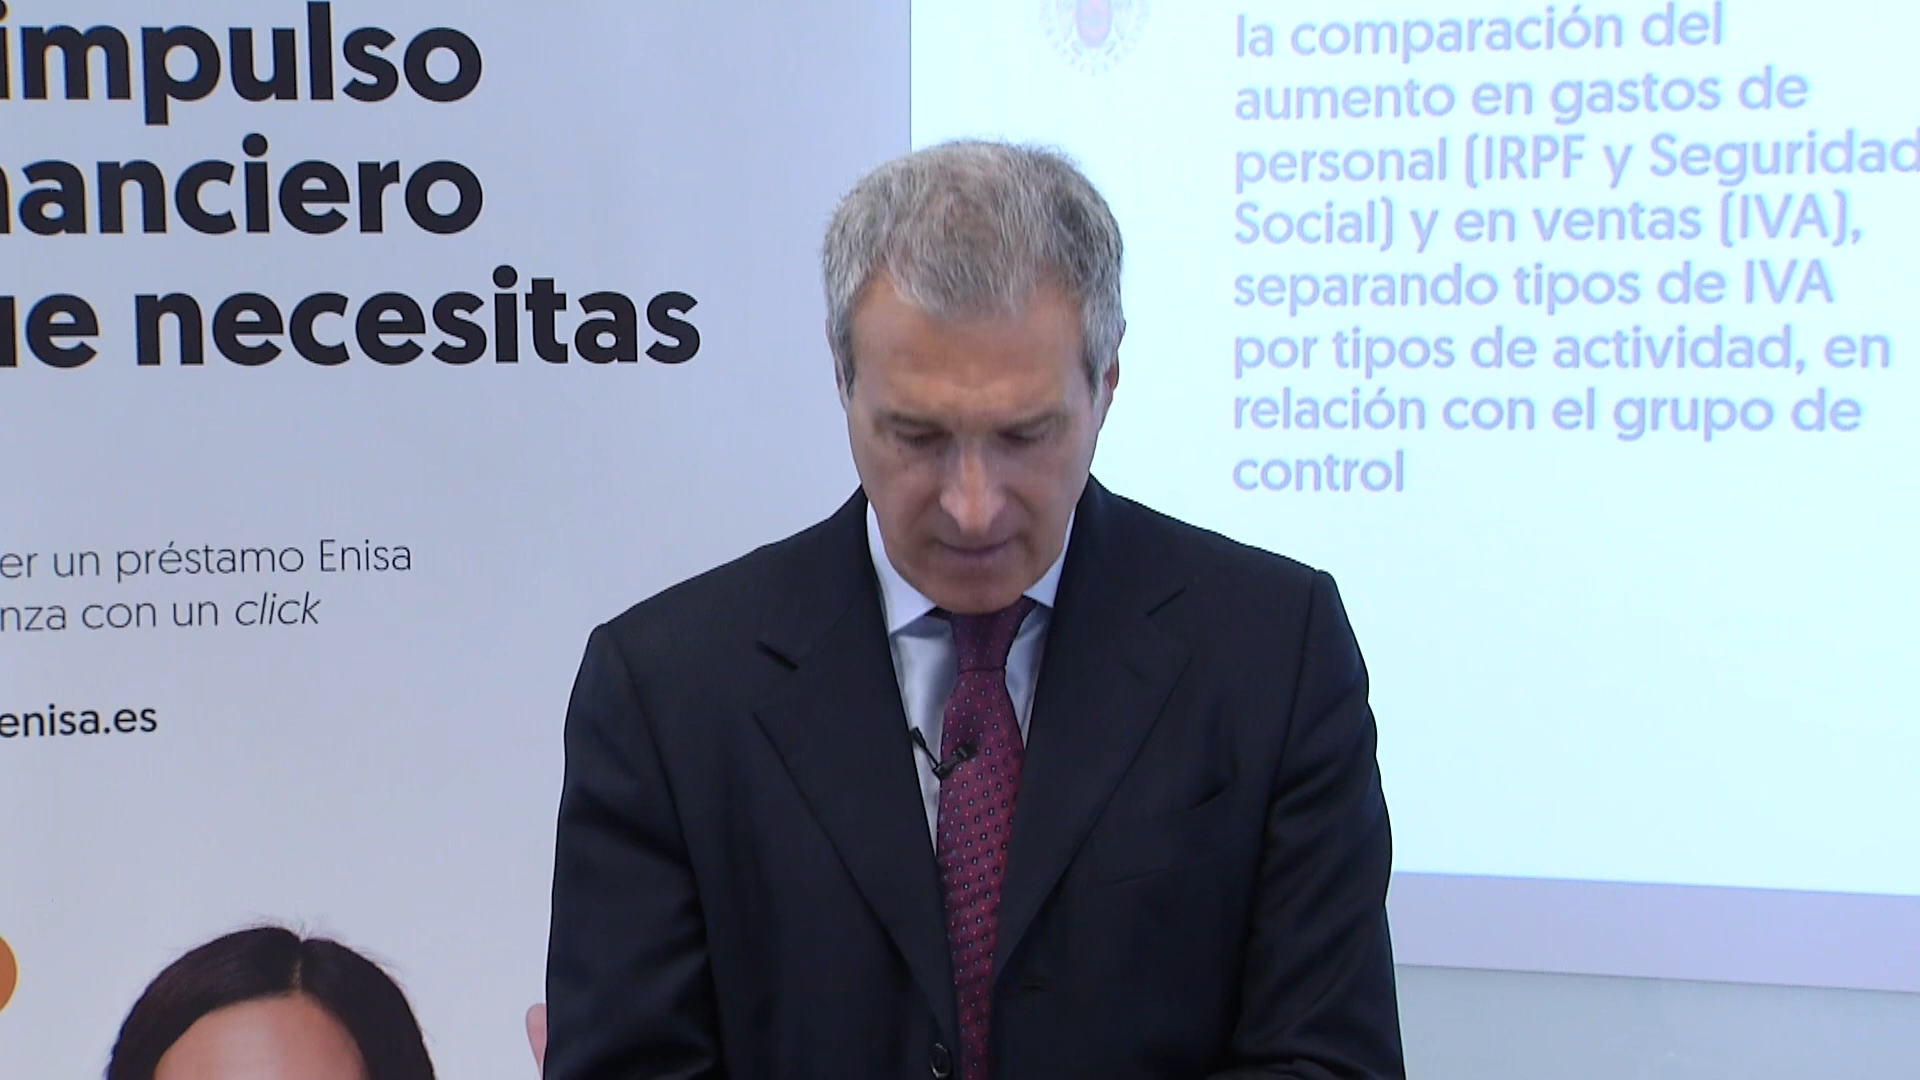 impulso
nanciero
ue necesitas
er un préstamo Enisa
nza con un click
enisa.es
la comparación del
aumento en gastos de
personal (IRPF y Seguridad
Social) y en ventas (IVA),
separando tipos de IVA
por tipos de actividad, en
relación con el grupo de
control